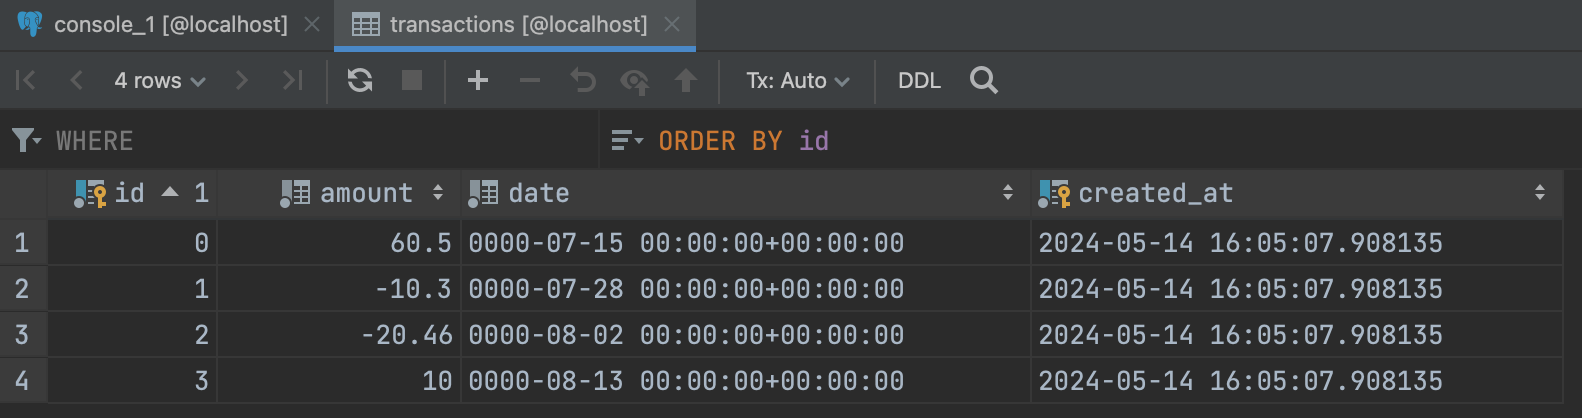 console_1 [@localhost] transactions [@localhost]
4 rows Tx: Auto DDL
WHERE ORDER BY id
id 1 amount date created_at
1 0 60.5 0000-07-15 00:00:00+00:00:00 2024-05-14 16:05:07.908135
2 1 -10.3 0000-07-28 00:00:00+00:00:00 2024-05-14 16:05:07.908135
3 2 -20.46 0000-08-02 00:00:00+00:00:00 2024-05-14 16:05:07.908135
4 3 10 0000-08-13 00:00:00+00:00:00 2024-05-14 16:05:07.908135